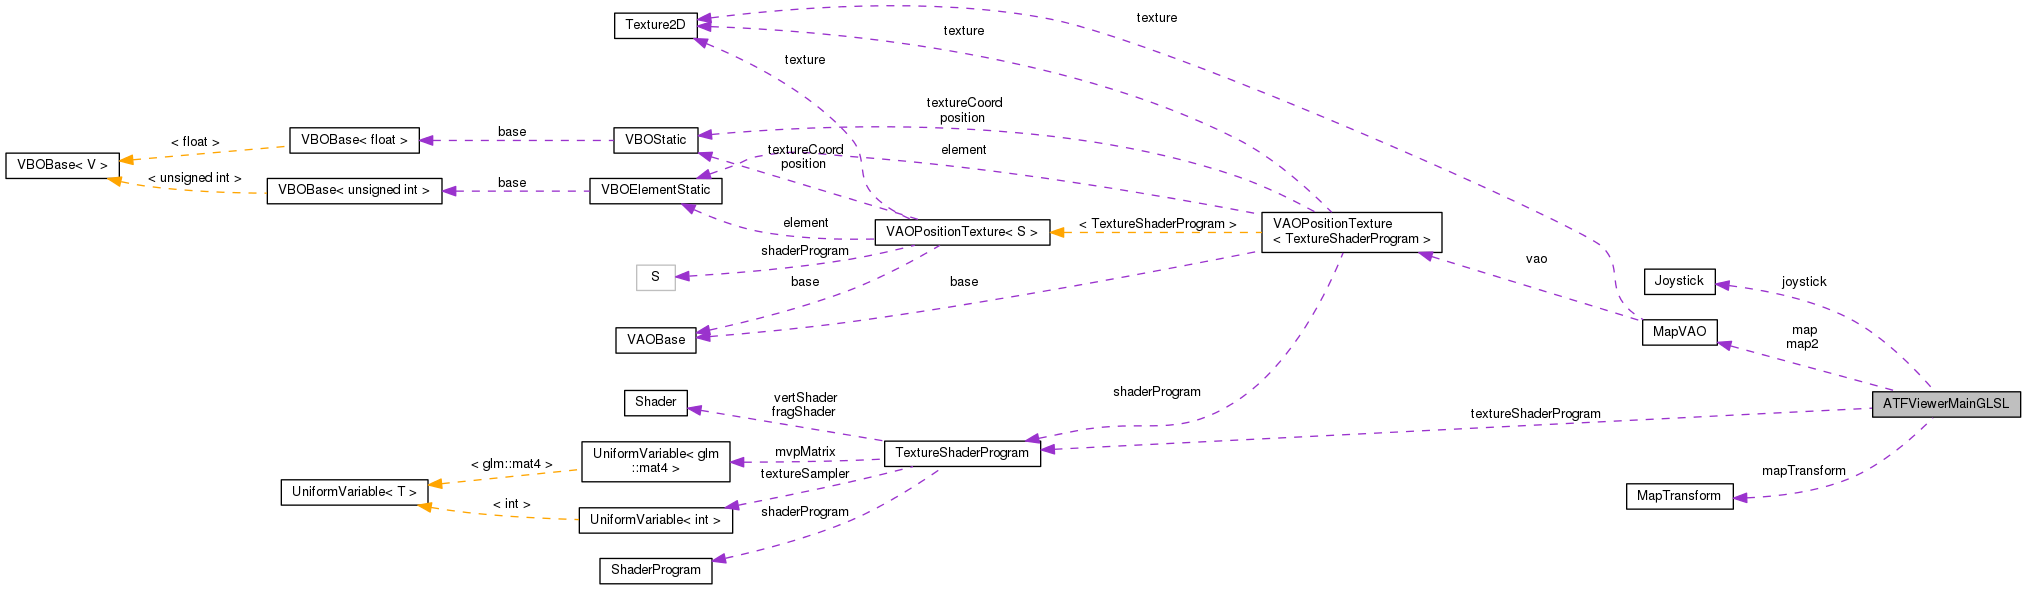 texture
Texture2D
texture
texture
textureCoord
position
< float >
VBOBase< float >
base
VBOStatic
VBOBase< V >
textureCoord
position
element
< unsigned int >
VBOBase< unsigned int >
base
VBOElementStatic
element
VAOPositionTexture< S >
< TextureShaderProgram >
VAOPositionTexture
< TextureShaderProgram >
shaderProgram
S
base
base
vao
Joystick
joystick
VAOBase
MapVAO
map
map2
Shader
vertShader
fragShader
shaderProgram
ATFViewerMainGLSL
textureShaderProgram
UniformVariable< glm
::mat4 >
mvpMatrix
TextureShaderProgram
< glm::mat4 >
textureSampler
mapTransform
UniformVariable< T >
MapTransform
< int >
UniformVariable< int >
shaderProgram
ShaderProgram